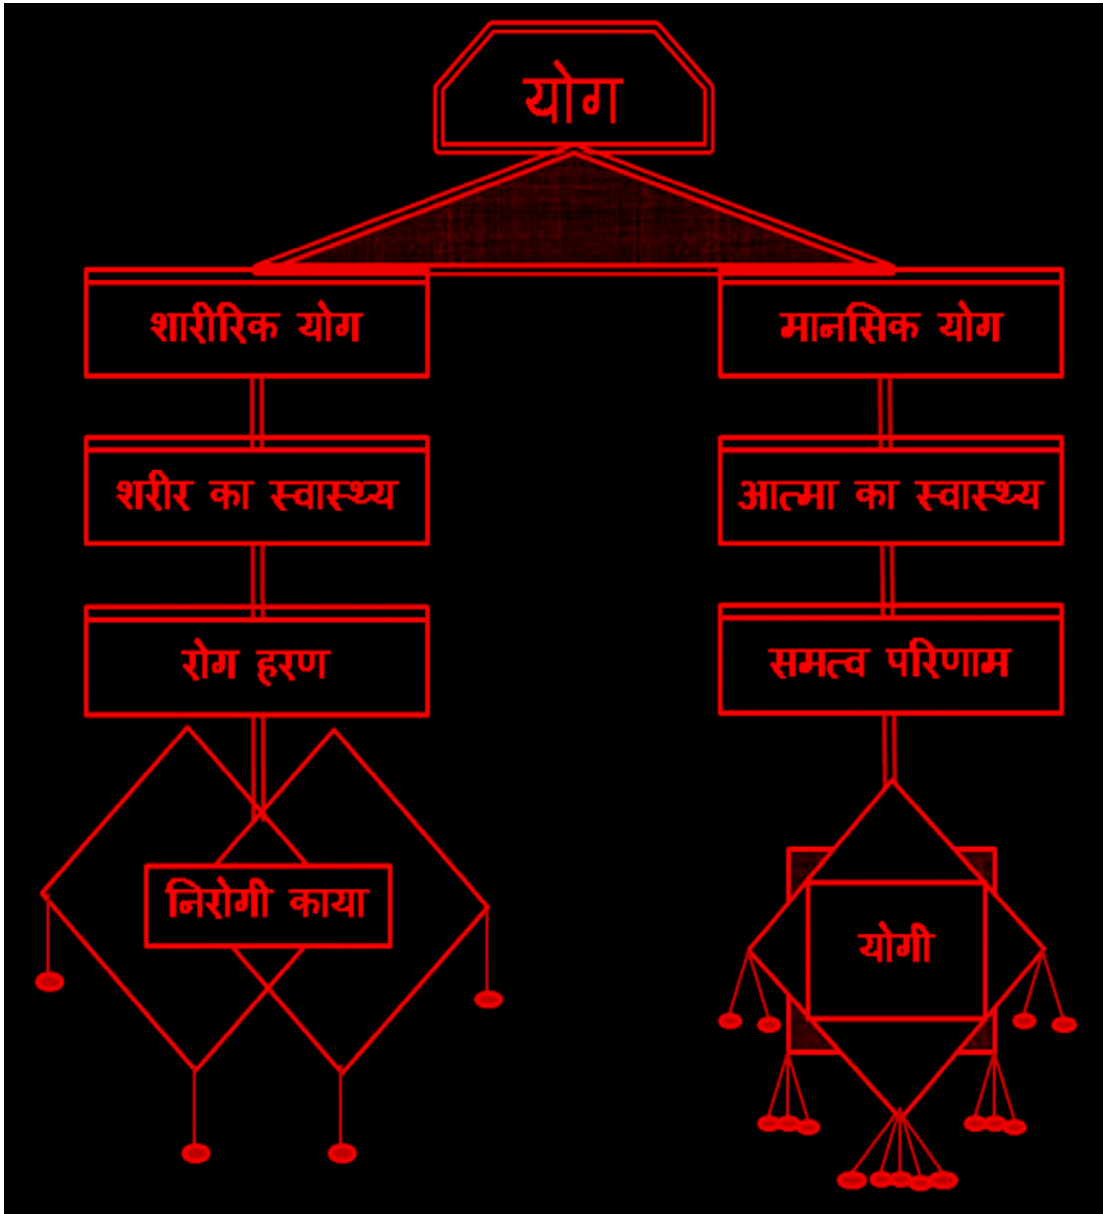 योग
शारीरिक योग
मानसिक योग
शरीर का स्वास्थ्य
आत्मा का स्वास्थ्य
रोग हरण
समत्व परिणाम
निरोगी काया
योगी